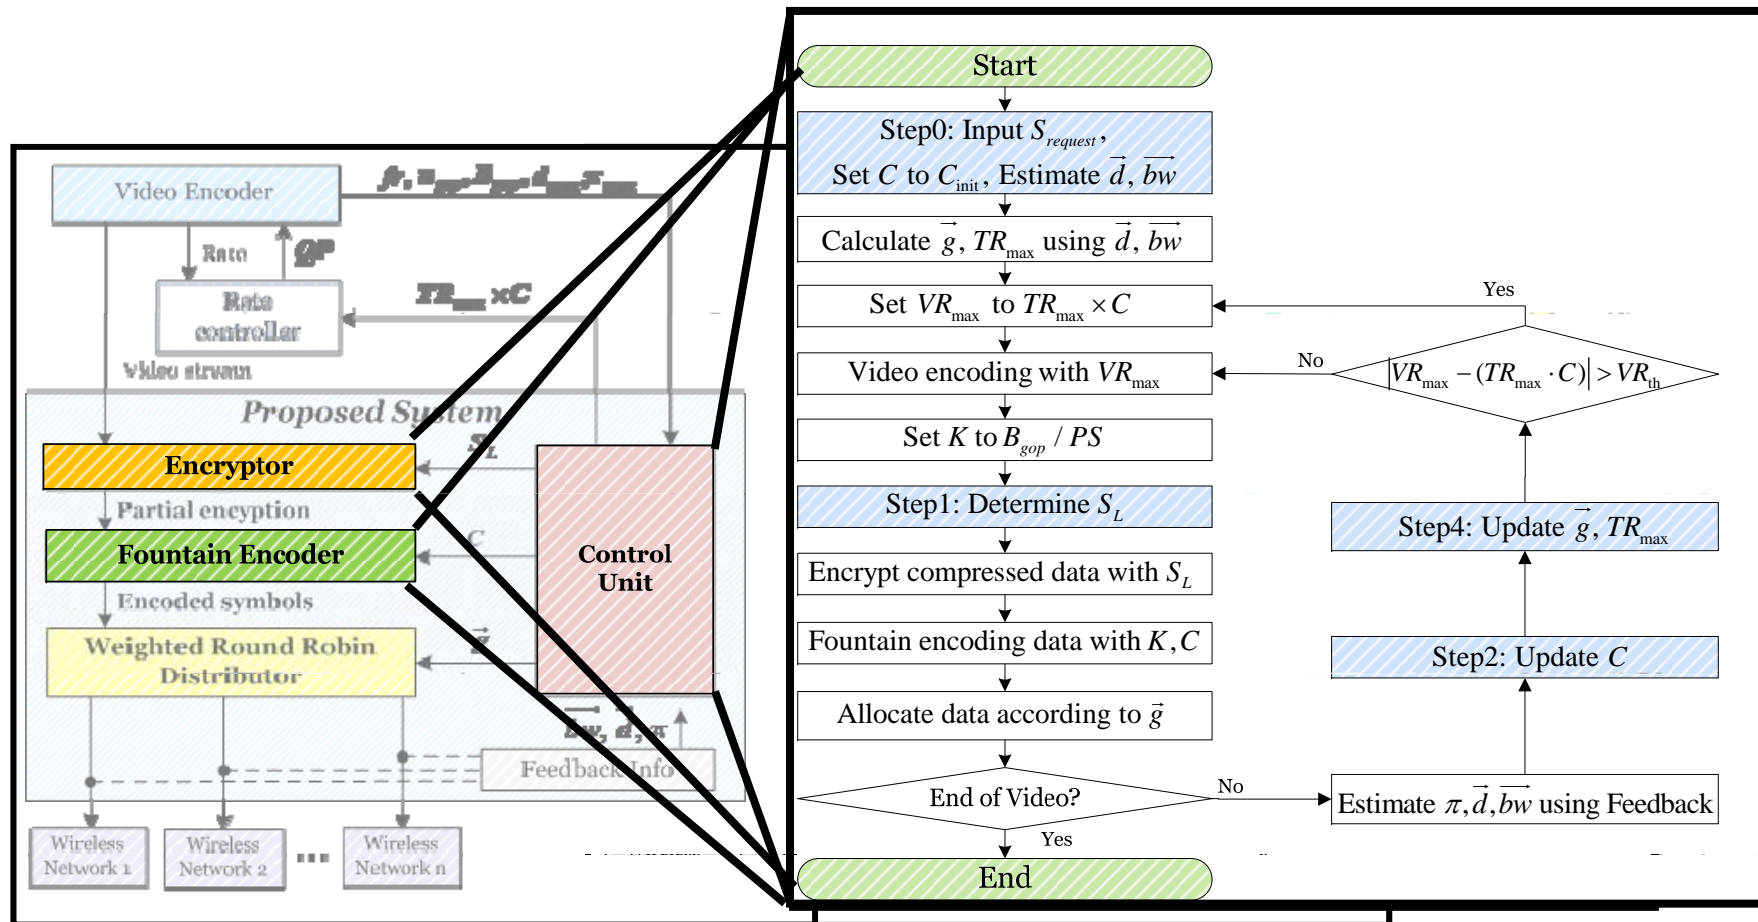 Video Encoder
Rate
QP
Rate
controller
TR_max × C
Video stream
Proposed System
Encryptor
S_L
Partial encyption
Fountain Encoder
C
Encoded symbols
Control
Unit
Weighted Round Robin
Distributor
Feedback Info
Wireless
Network 1
Wireless
Network 2
...
Wireless
Network n
Start
Step0: Input S_request,
Set C to C_init, Estimate d⃗, bw⃗
Calculate g⃗, TR_max using d⃗, bw⃗
Set VR_max to TR_max × C
Video encoding with VR_max
Set K to B_gop / PS
Step1: Determine S_L
Encrypt compressed data with S_L
Fountain encoding data with K, C
Allocate data according to g⃗
End of Video?
No
Yes
End
Estimate π, d⃗, bw⃗ using Feedback
Step2: Update C
Step4: Update g⃗, TR_max
|VR_max − (TR_max · C)| > VR_th
No
Yes